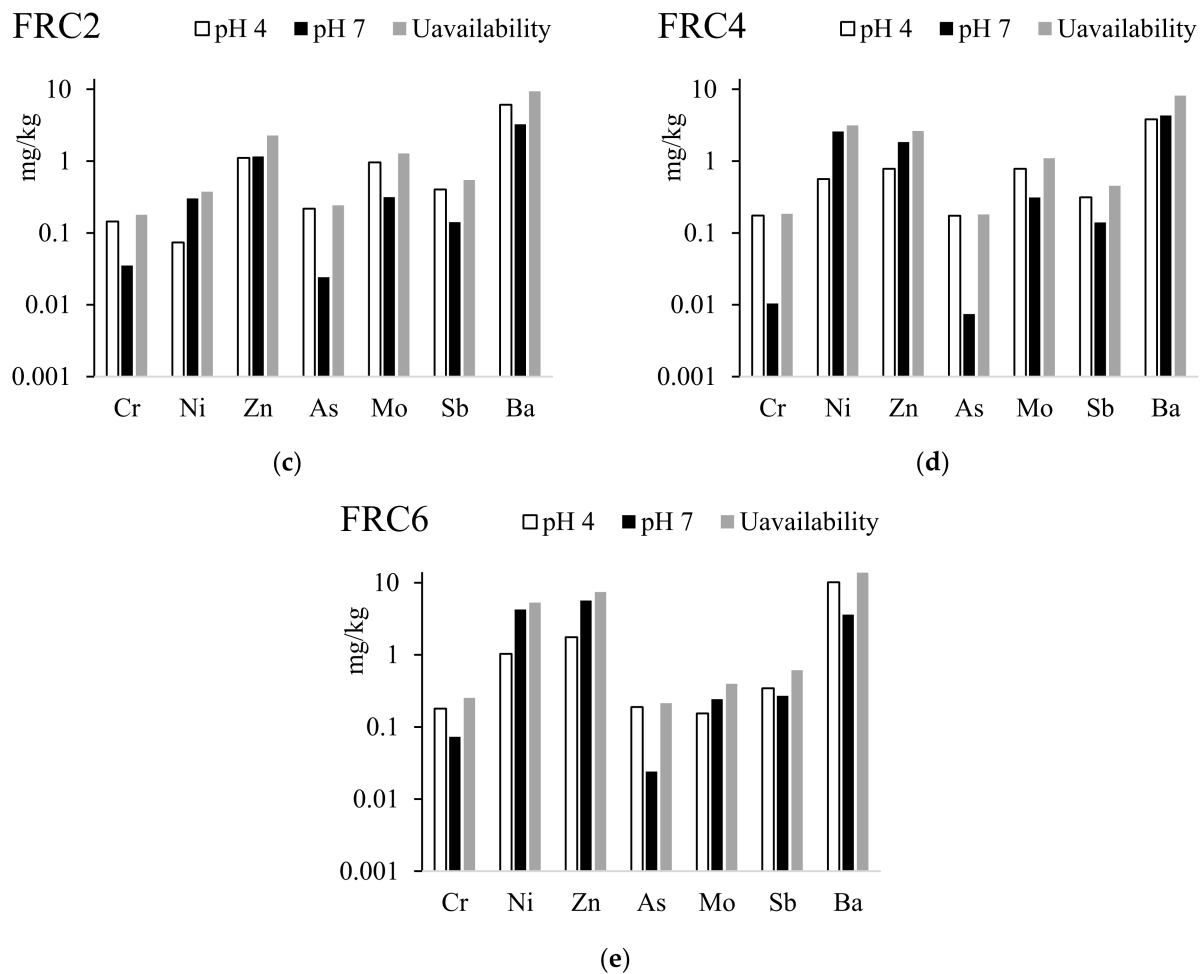 FRC2
pH 4 pH 7 Uavailability
mg/kg
10
1
0.1
0.01
0.001
Cr Ni Zn As Mo Sb Ba
(c)
FRC4
pH 4 pH 7 Uavailability
mg/kg
10
1
0.1
0.01
0.001
Cr Ni Zn As Mo Sb Ba
(d)
FRC6
pH 4 pH 7 Uavailability
mg/kg
10
1
0.1
0.01
0.001
Cr Ni Zn As Mo Sb Ba
(e)